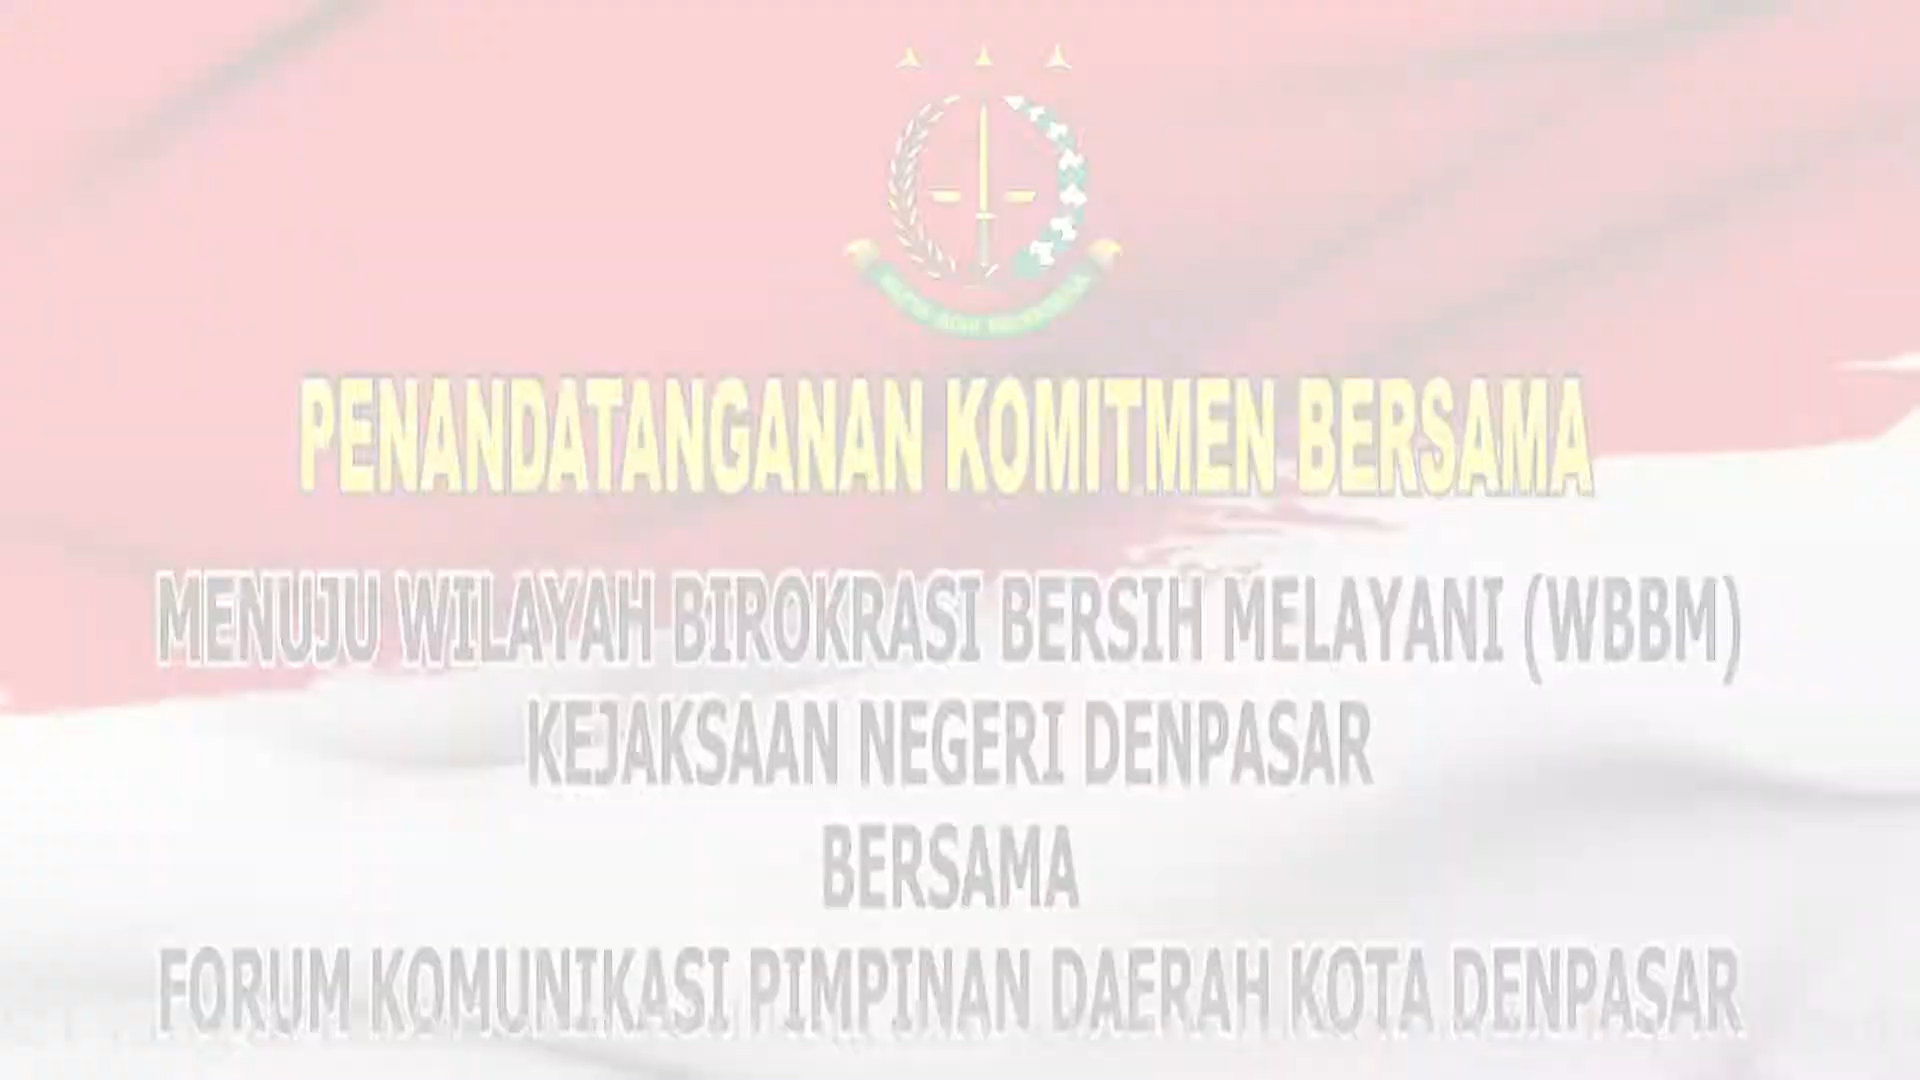 PENANDATANGANAN KOMITMEN BERSAMA
MENUJU WILAYAH BIROKRASI BERSIH MELAYANI (WBBM)
KEJAKSAAN NEGERI DENPASAR
BERSAMA
FORUM KOMUNIKASI PIMPINAN DAERAH KOTA DENPASAR